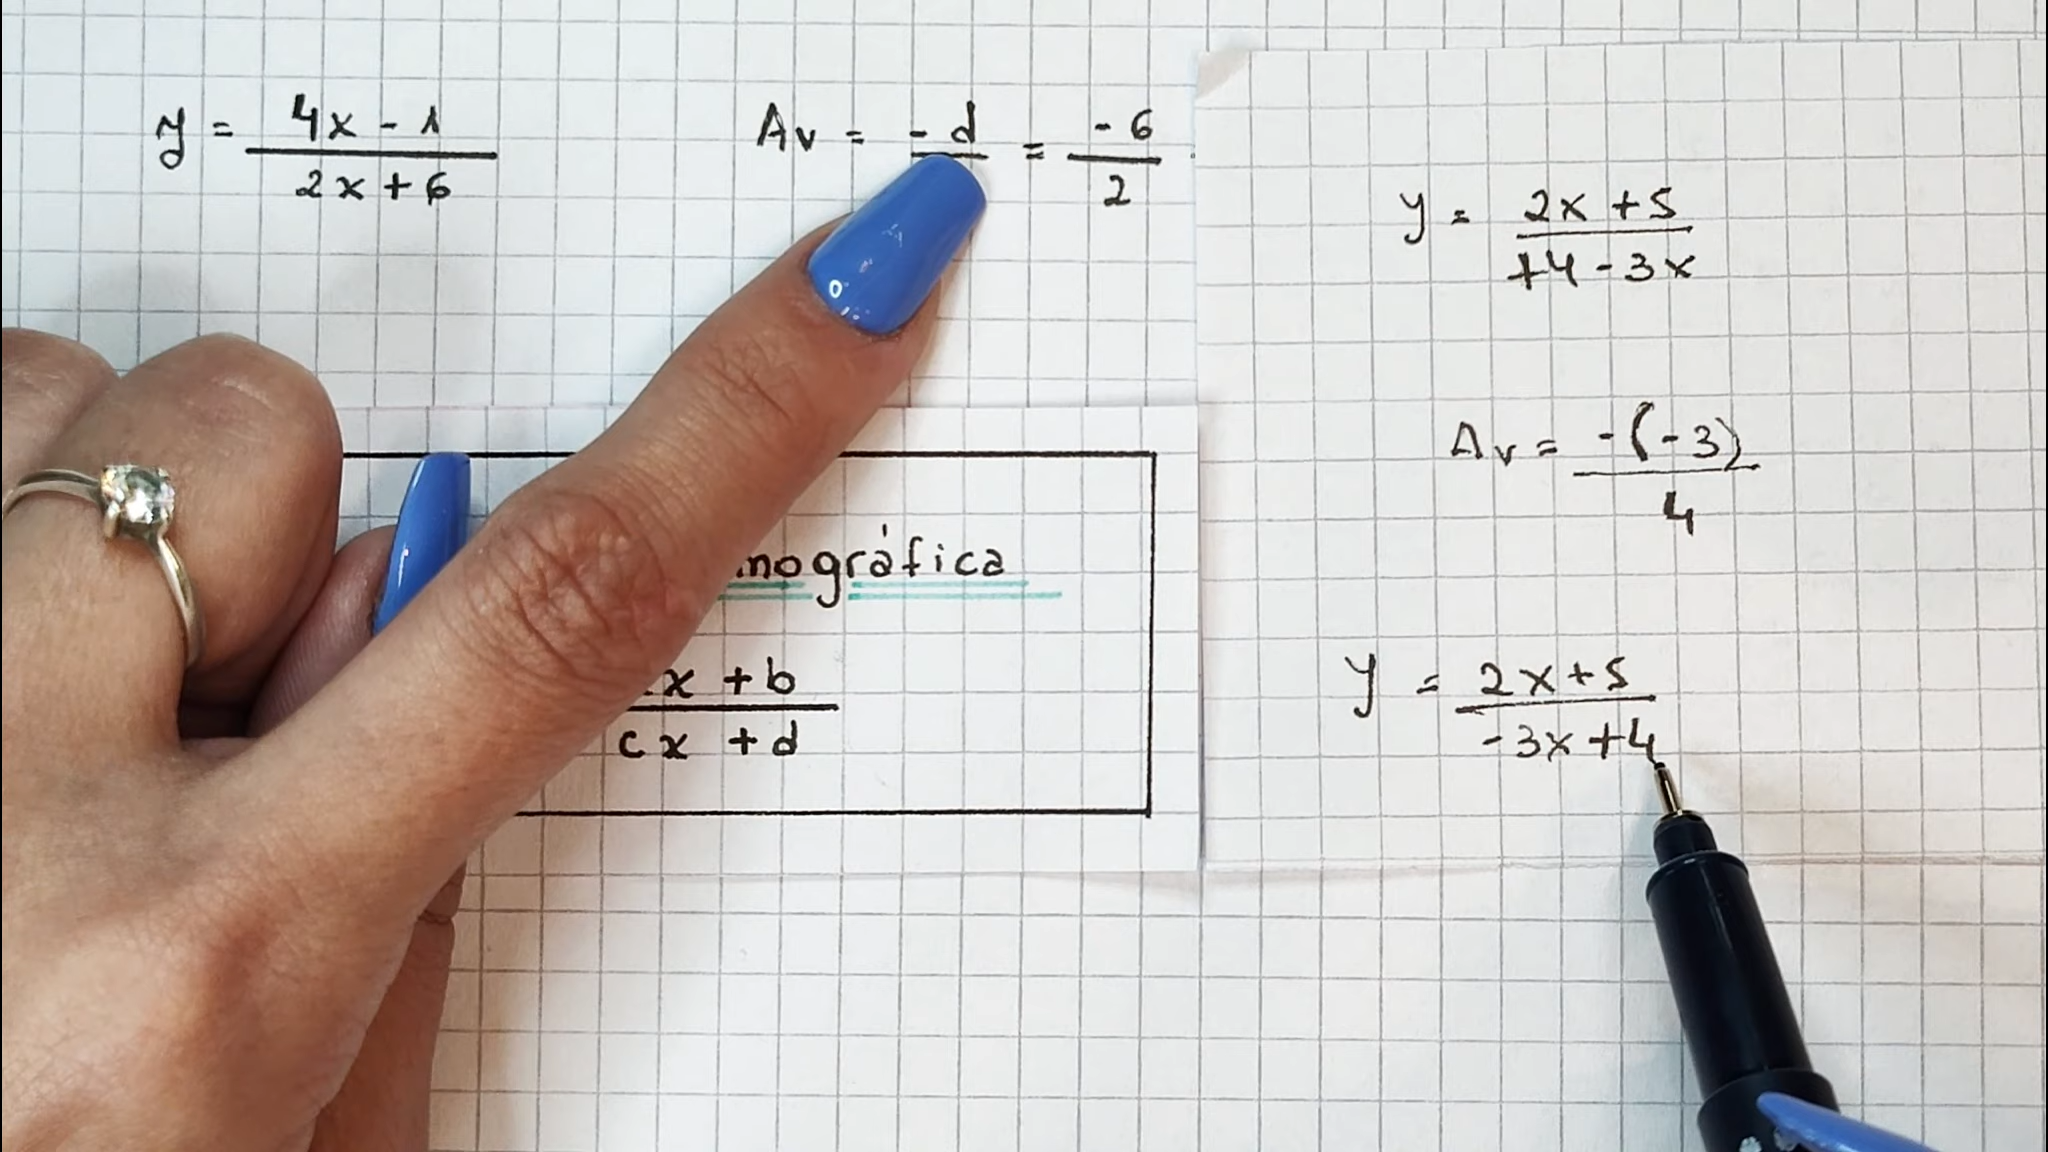 y = 4x - 1 / 2x + 6
Av = - d = - 6 / 2
mográfica
x + b
cx + d
y = 2x + 5 / +4 - 3x
Av = -(-3) / 4
y = 2x + 5 / -3x + 4